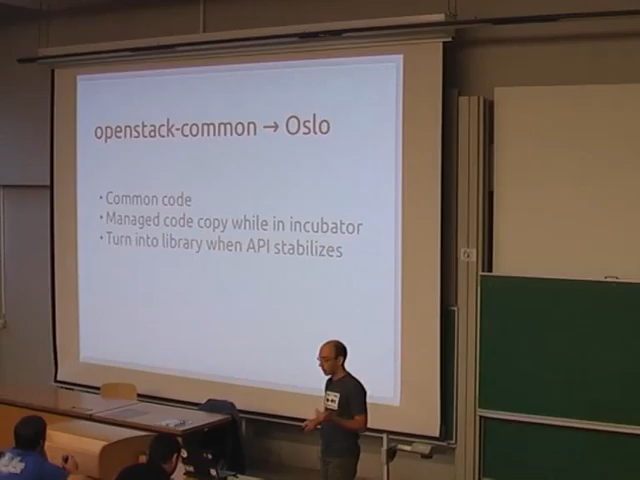 openstack-common → Oslo
• Common code
• Managed code copy while in incubator
• Turn into library when API stabilizes